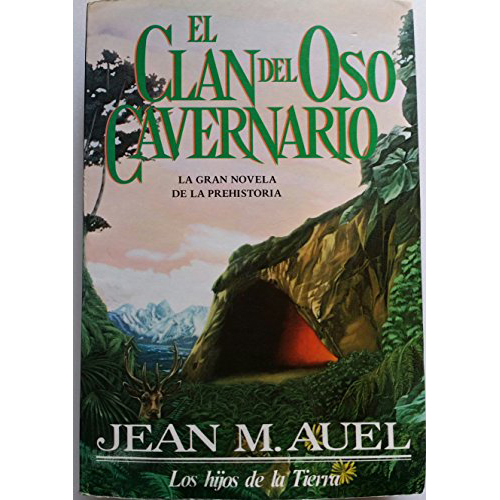 EL
CLAN DEL OSO
CAVERNARIO
LA GRAN NOVELA
DE LA PREHISTORIA
JEAN M. AUEL
Los hijos de la Tierra